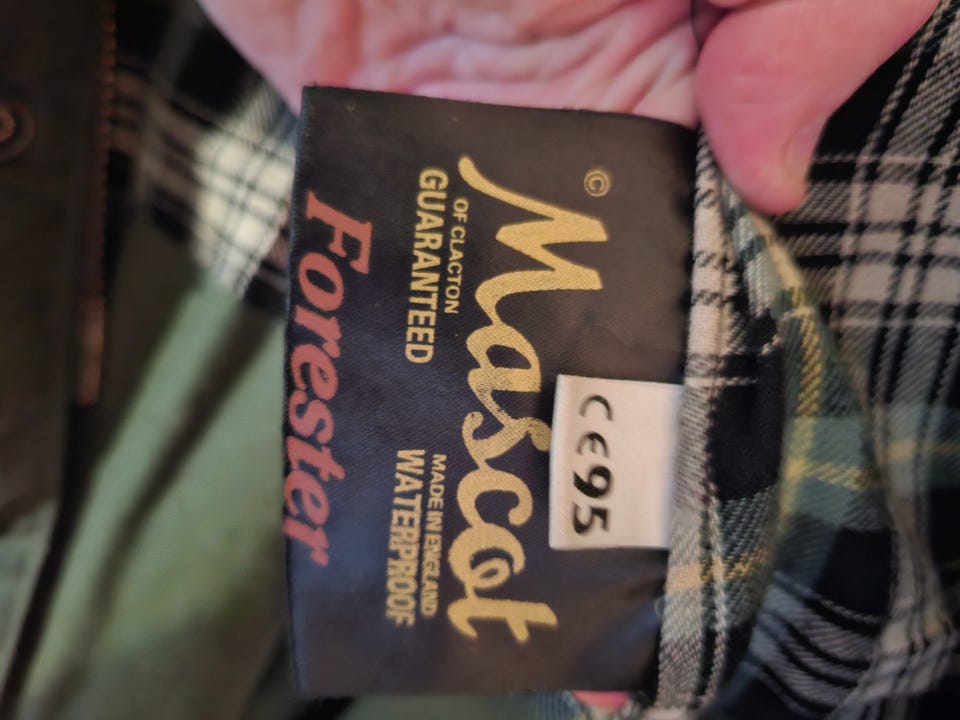 CE95
©
Mascot
OF CLACTON
GUARANTEED
MADE IN ENGLAND
WATERPROOF
Forester